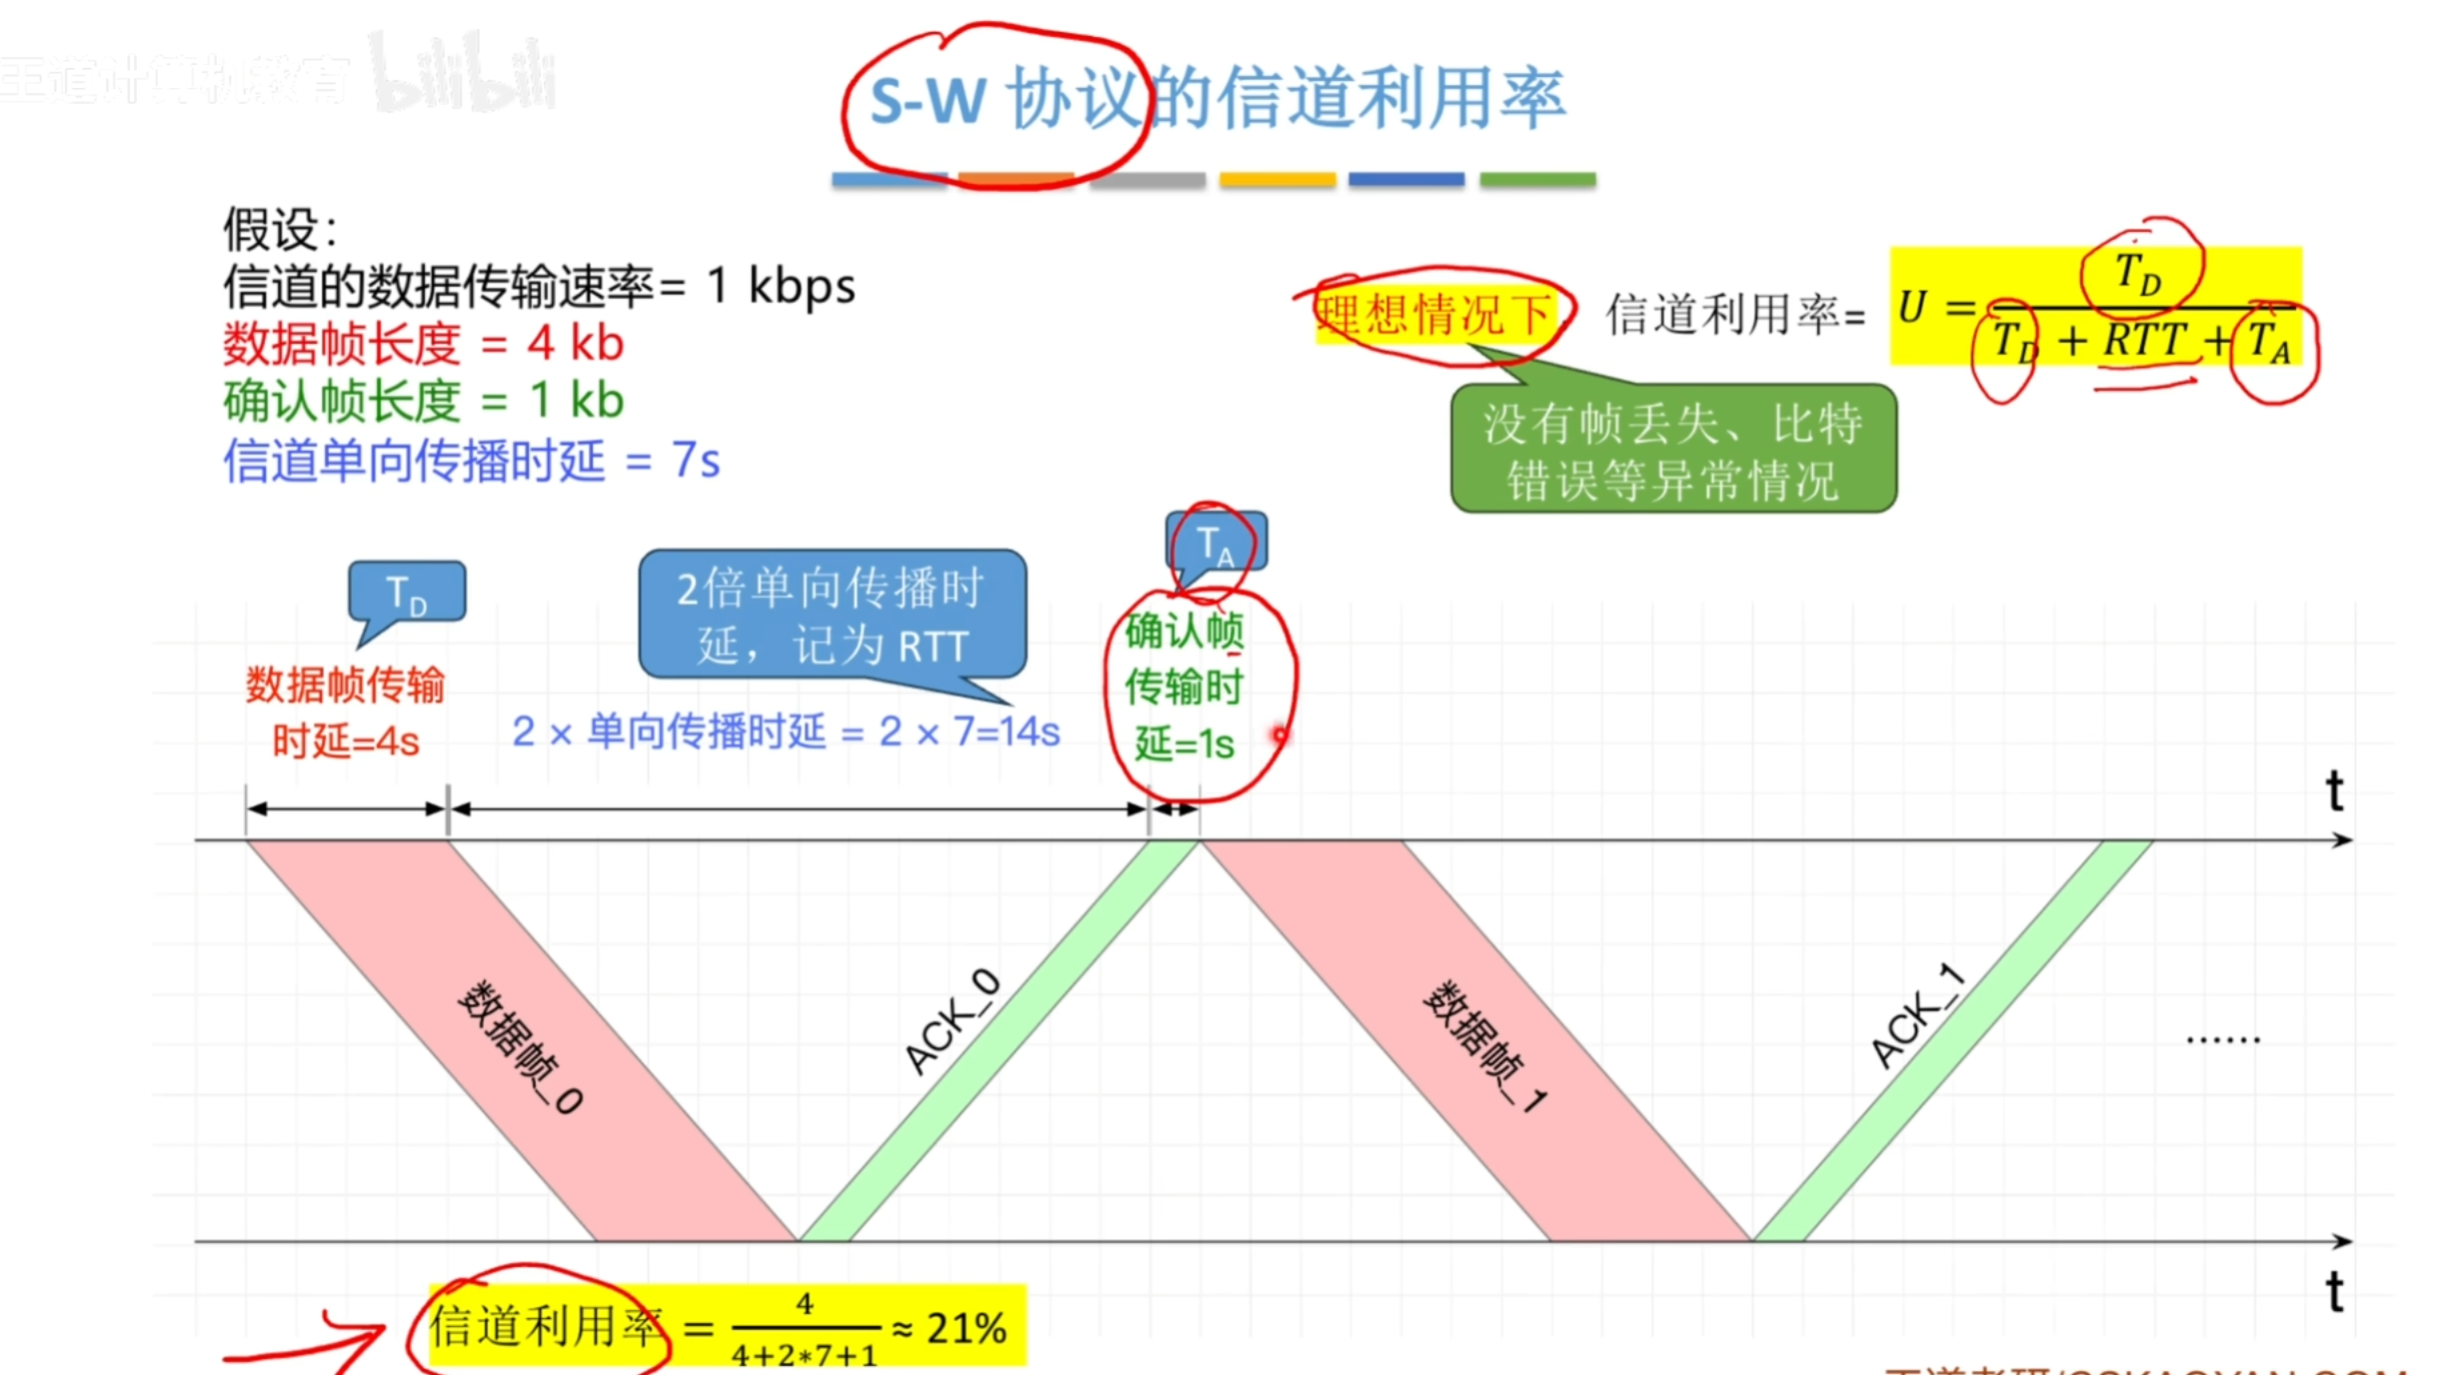 王道计算机教育 bilibili
S-W 协议的信道利用率
假设：
信道的数据传输速率= 1 kbps
数据帧长度 = 4 kb
确认帧长度 = 1 kb
信道单向传播时延 = 7s
理想情况下 信道利用率= U = T_D / (T_D + RTT + T_A)
没有帧丢失、比特
错误等异常情况
T_D
2倍单向传播时
延，记为 RTT
T_A
数据帧传输
时延=4s
2 × 单向传播时延 = 2 × 7=14s
确认帧
传输时
延=1s
t
数据帧_0
ACK_0
数据帧_1
ACK_1
……
t
信道利用率 = 4 / (4+2*7+1) ≈ 21%